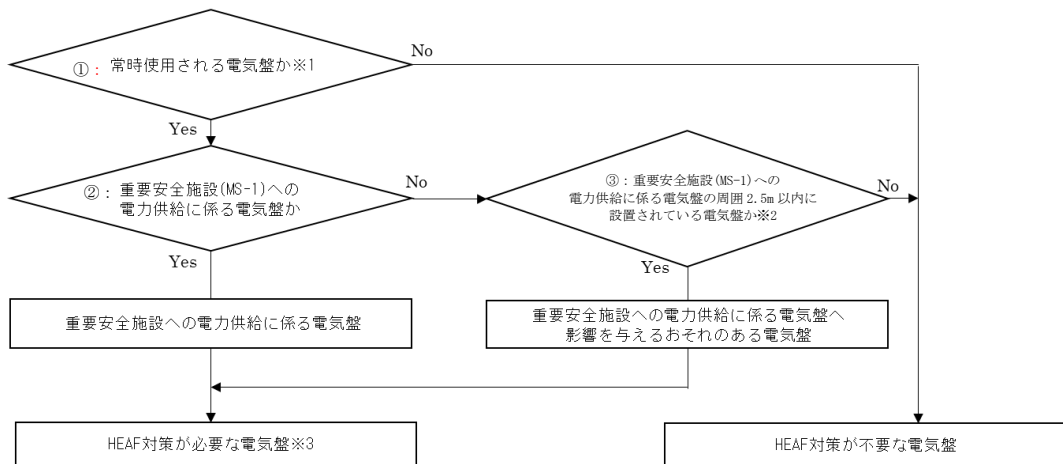 ①：常時使用される電気盤か※1
No
Yes
②：重要安全施設(MS-1)への
電力供給に係る電気盤か
No
③：重要安全施設(MS-1)への
電力供給に係る電気盤の周囲 2.5m 以内に
設置されている電気盤か※2
No
Yes
Yes
重要安全施設への電力供給に係る電気盤
重要安全施設への電力供給に係る電気盤へ
影響を与えるおそれのある電気盤
HEAF対策が必要な電気盤※3
HEAF対策が不要な電気盤